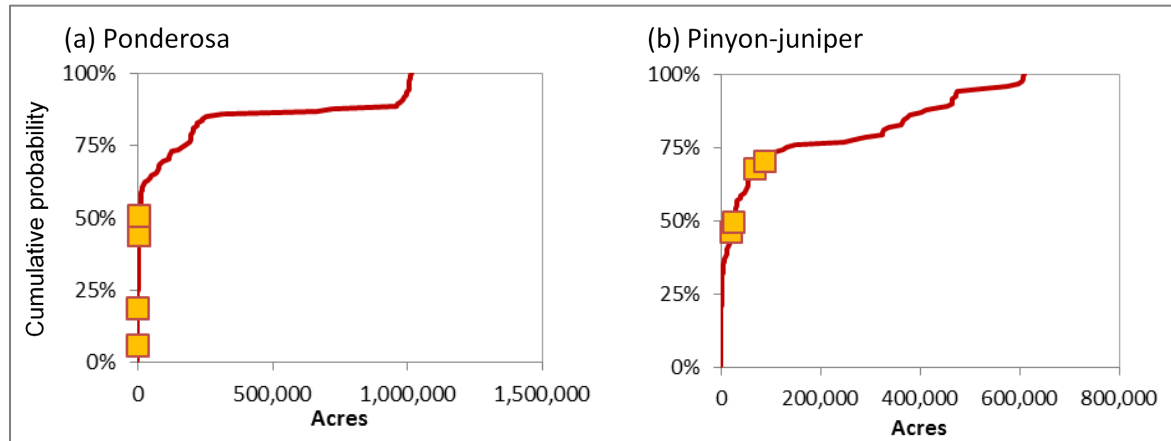 (a) Ponderosa
Cumulative probability
100%
75%
50%
25%
0%
0 500,000 1,000,000 1,500,000
Acres
(b) Pinyon-juniper
100%
75%
50%
25%
0%
0 200,000 400,000 600,000 800,000
Acres